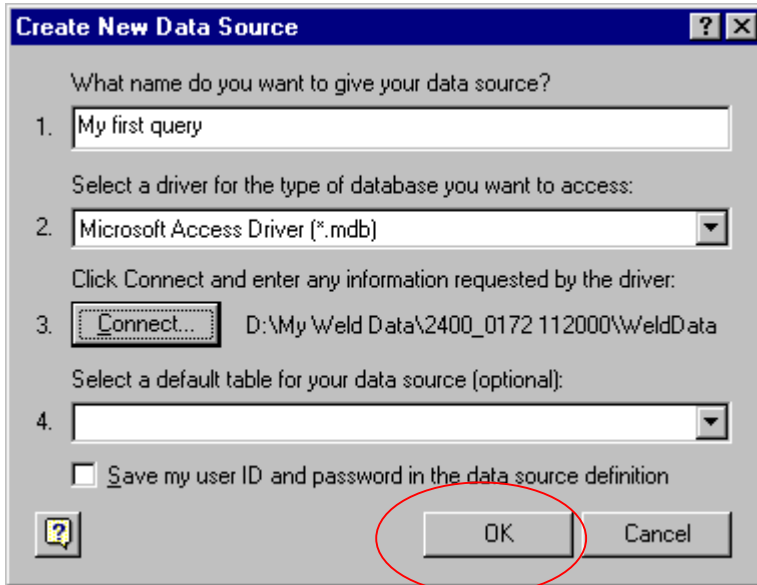 Create New Data Source ? X
What name do you want to give your data source?
1. My first query
Select a driver for the type of database you want to access:
2. Microsoft Access Driver (*.mdb)
Click Connect and enter any information requested by the driver:
3. Connect... D:\My Weld Data\2400_0172 112000\WeldData
Select a default table for your data source (optional):
4.
Save my user ID and password in the data source definition
? OK Cancel